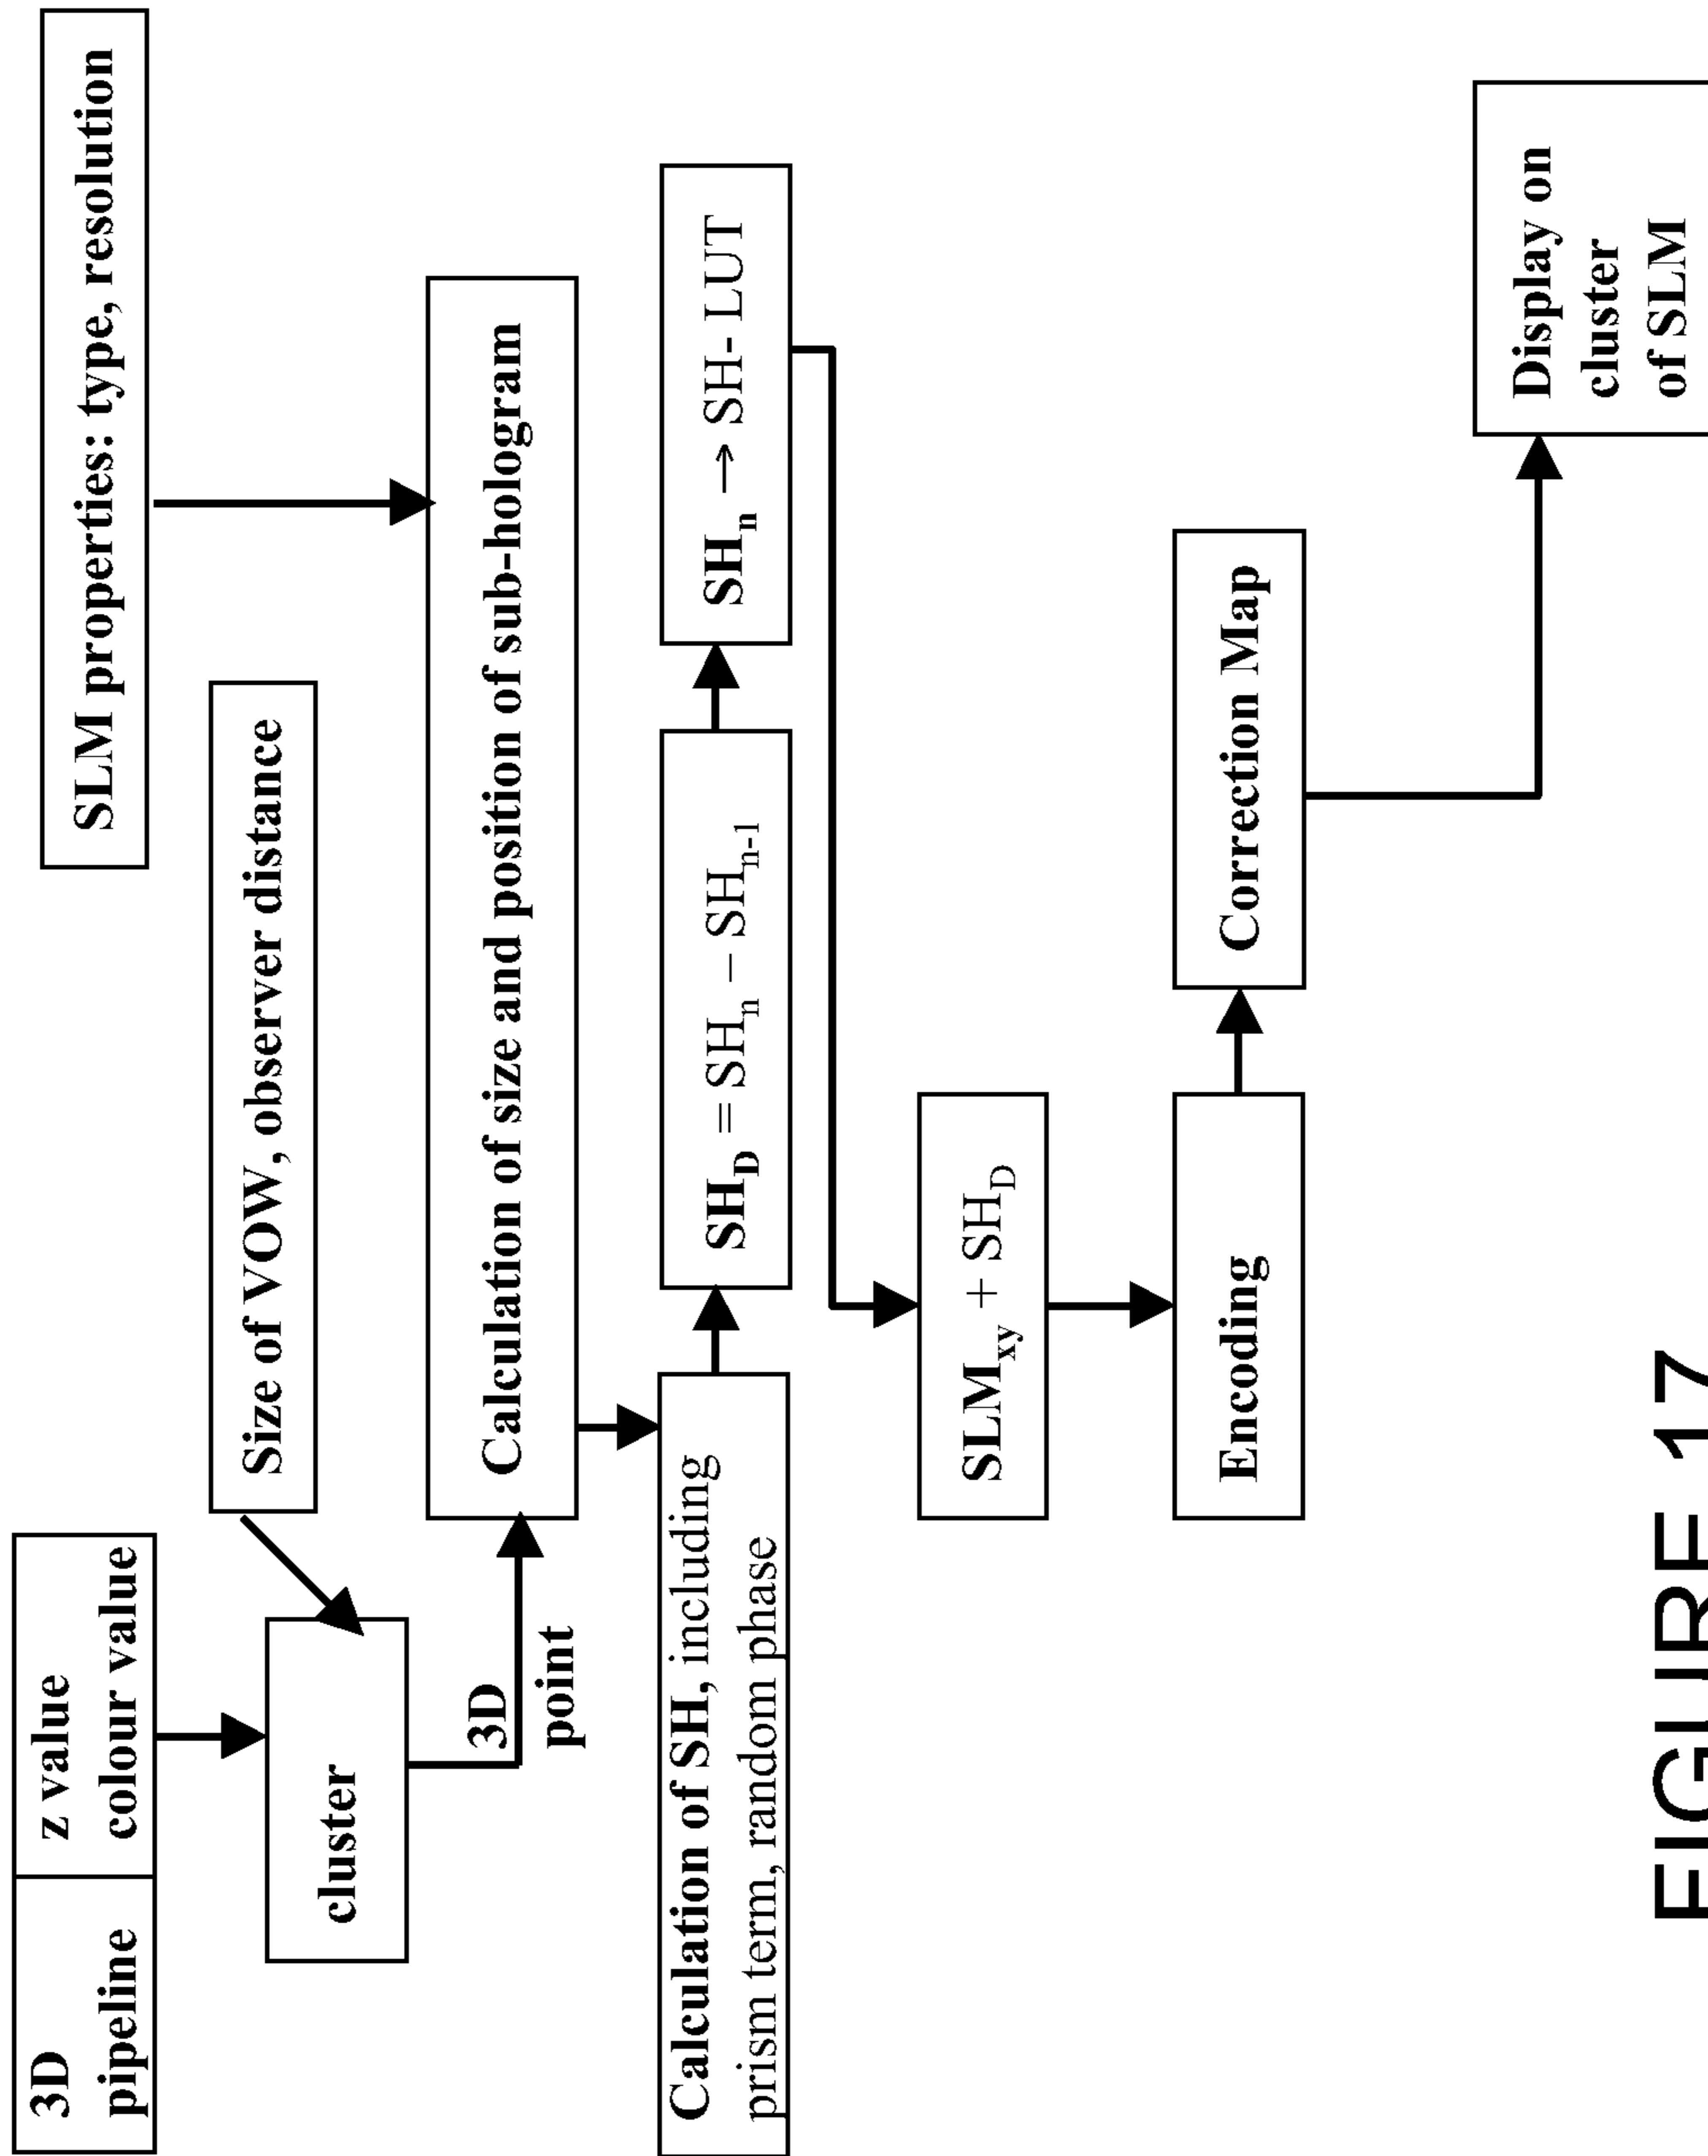 3D
pipeline
z value
colour value
SLM properties: type, resolution
Size of VOW, observer distance
cluster
3D
point
Calculation of size and position of sub-hologram
Calculation of SH, including
prism term, random phase
SH_D = SH_n – SH_n-1
SH_n → SH- LUT
SLM_xy + SH_D
Encoding
Correction Map
Display on
cluster
of SLM
FIGURE 17